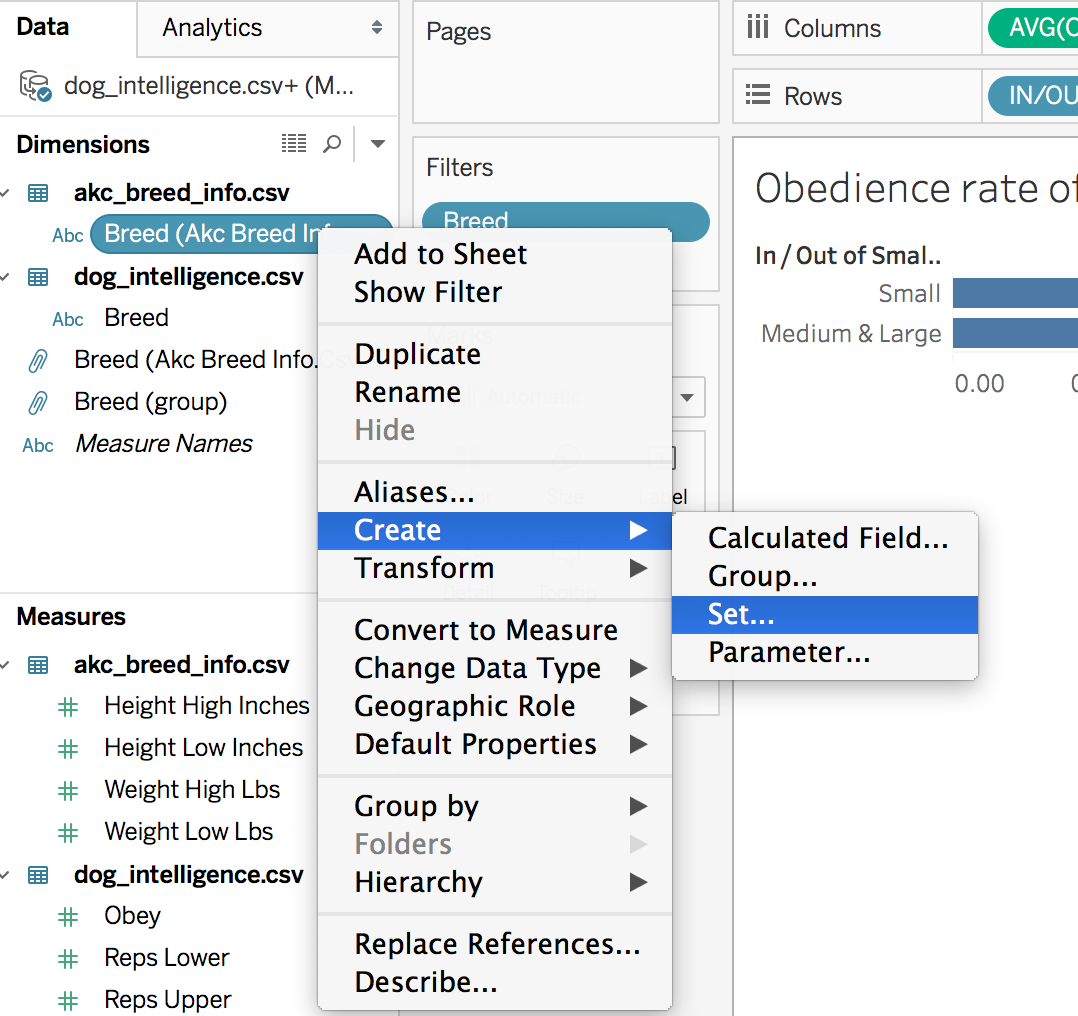 Data
Analytics
dog_intelligence.csv+ (M...
Dimensions
akc_breed_info.csv
Abc Breed (Akc Breed Inf
dog_intelligence.csv
Abc Breed
Breed (Akc Breed Info.
Breed (group)
Abc Measure Names
Measures
akc_breed_info.csv
Height High Inches
Height Low Inches
Weight High Lbs
Weight Low Lbs
dog_intelligence.csv
Obey
Reps Lower
Reps Upper
Pages
Filters
Breed
Add to Sheet
Show Filter
Duplicate
Rename
Hide
Aliases...
Create
Transform
Convert to Measure
Change Data Type
Geographic Role
Default Properties
Group by
Folders
Hierarchy
Replace References...
Describe...
Calculated Field...
Group...
Set...
Parameter...
Columns
AVG(O
Rows
IN/OU
Obedience rate of
In / Out of Smal..
Small
Medium & Large
0.00